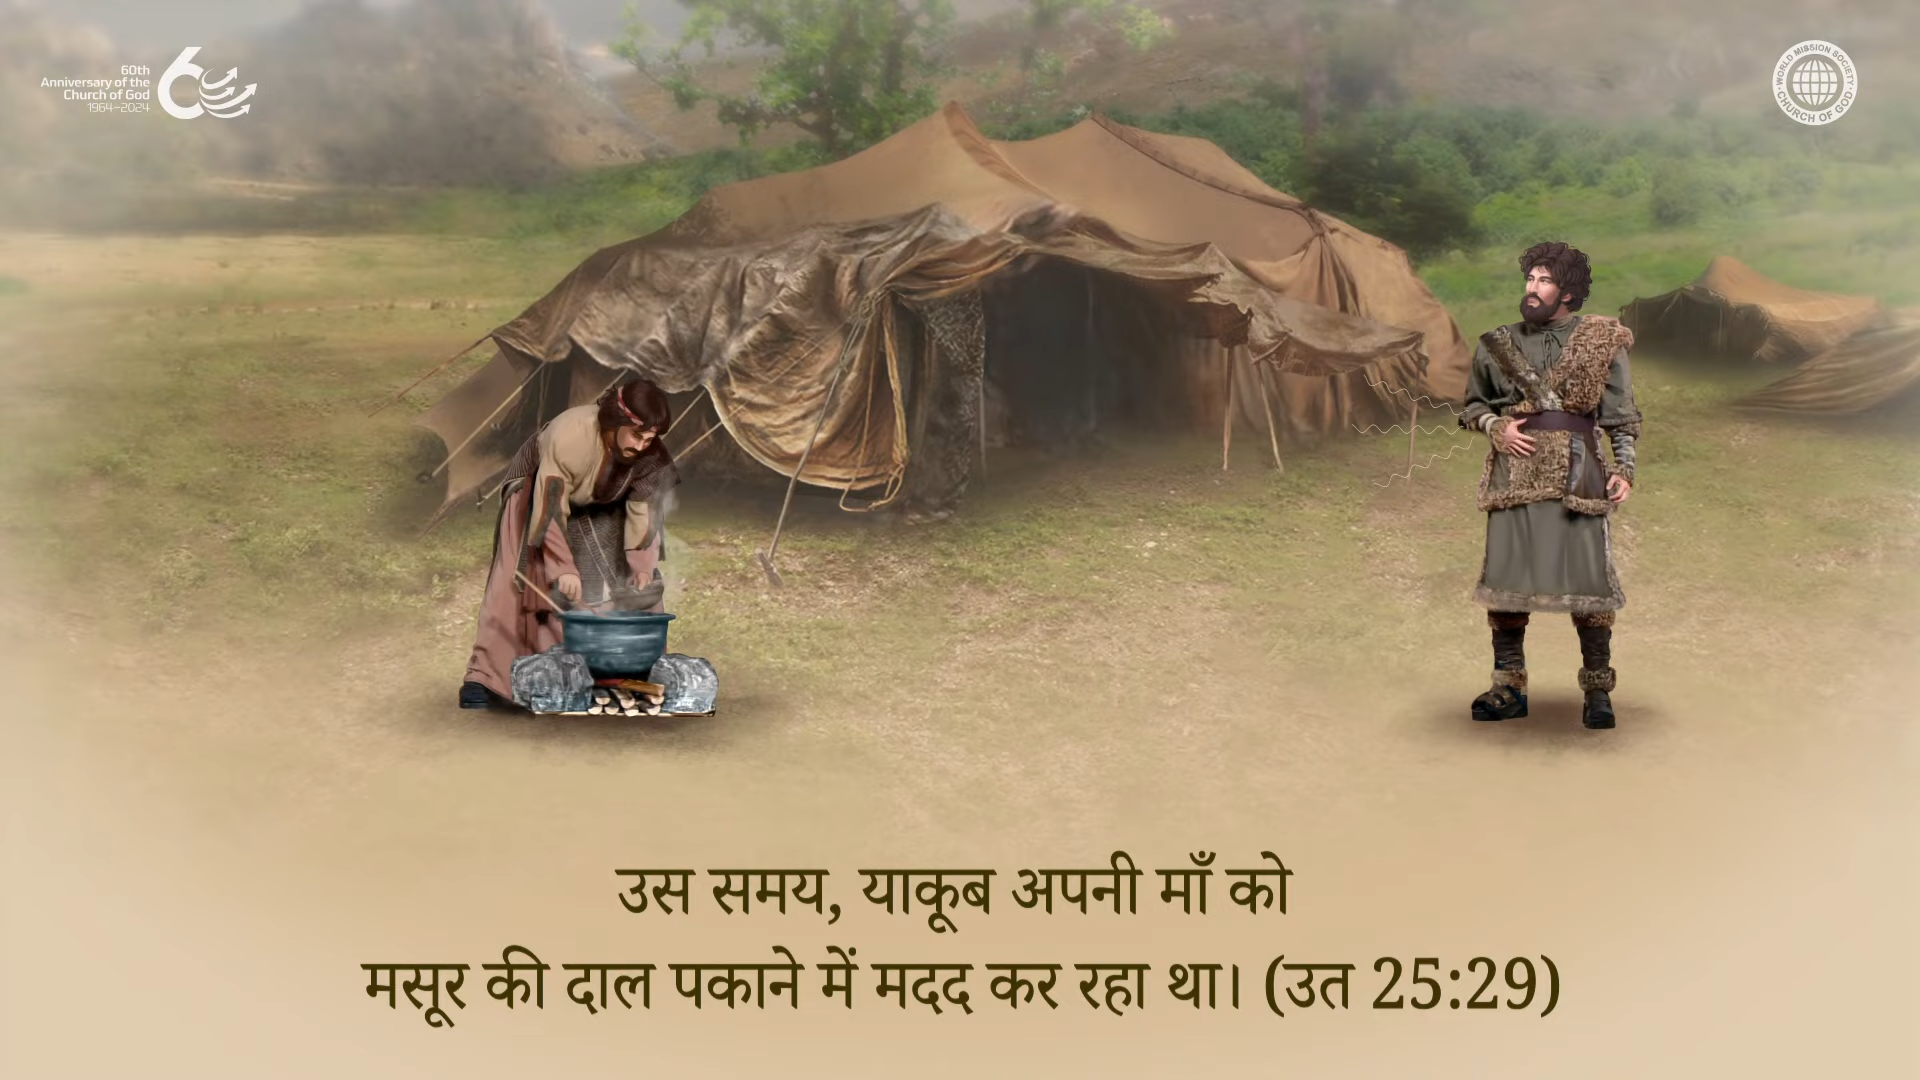 60th
Anniversary of the
Church of God
1964–2024
60
WORLD MISSION SOCIETY
CHURCH OF GOD
उस समय, याकूब अपनी माँ को
मसूर की दाल पकाने में मदद कर रहा था। (उत 25:29)